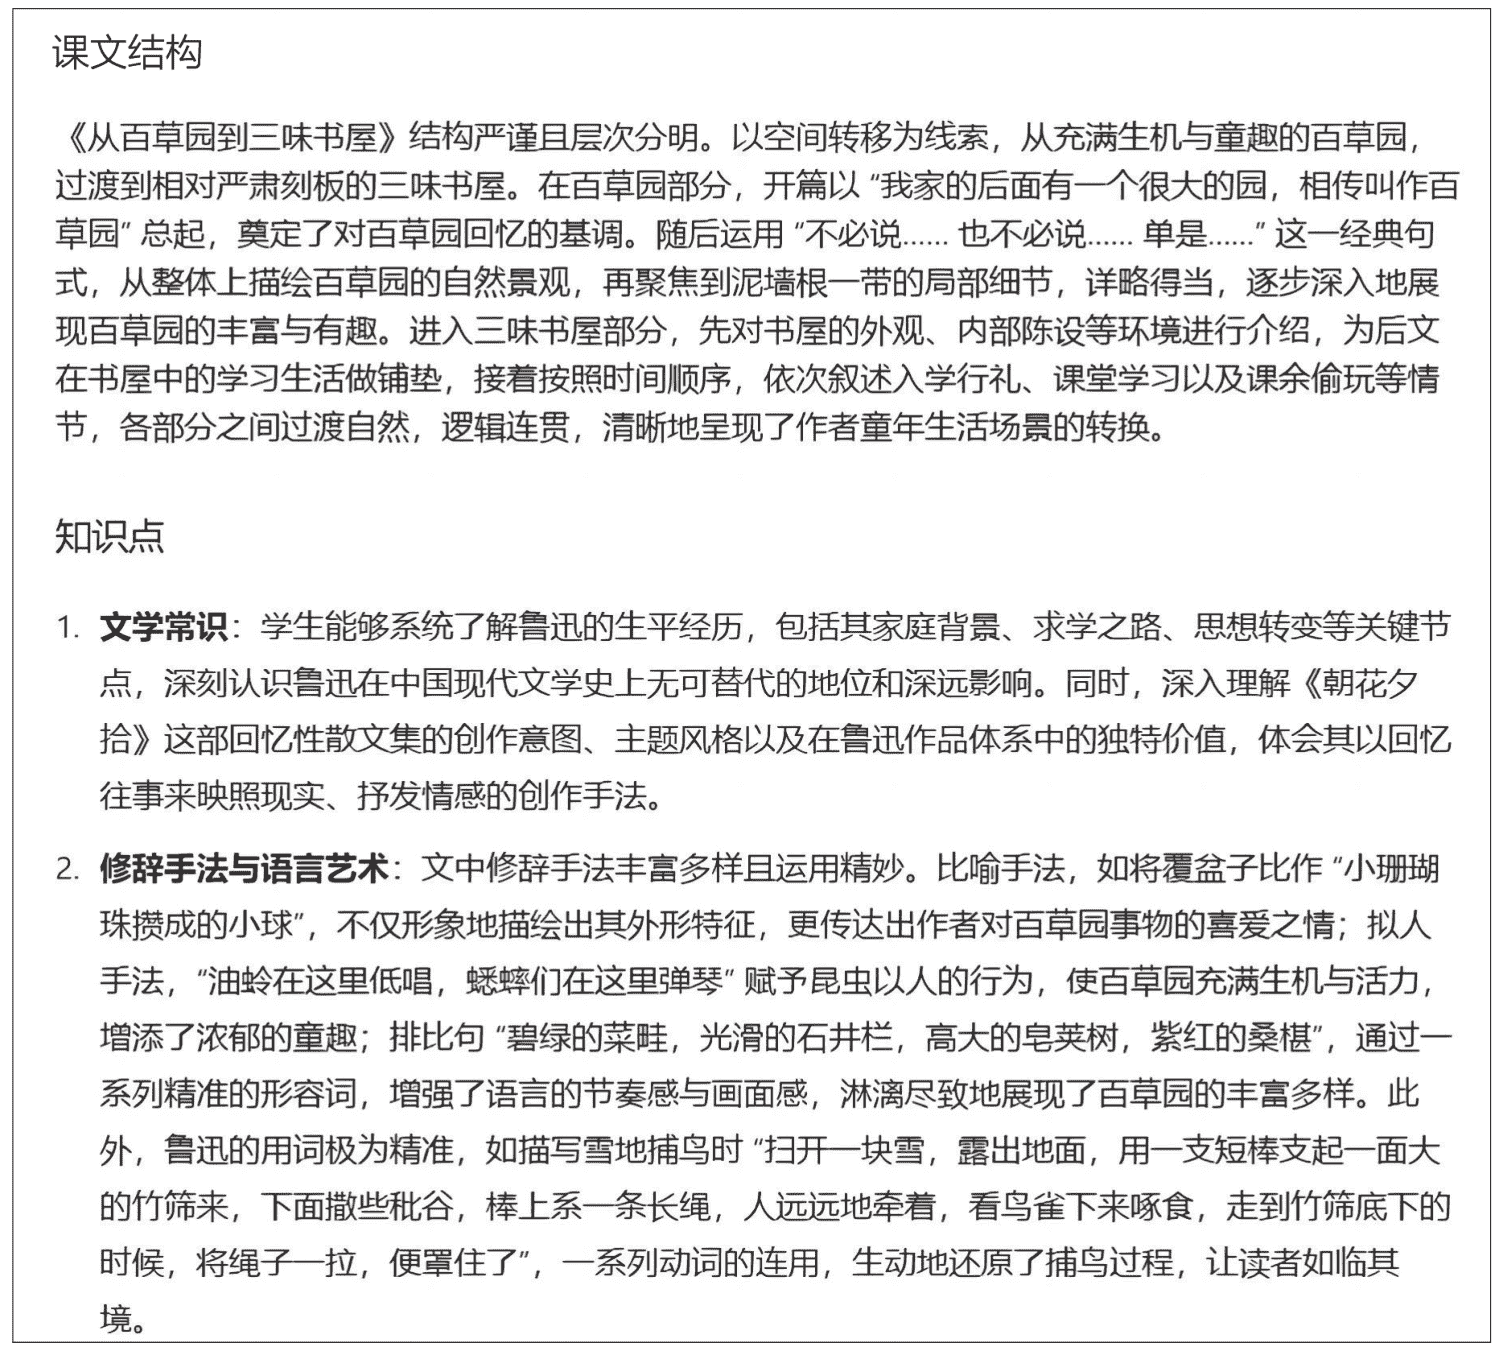 课文结构
《从百草园到三味书屋》结构严谨且层次分明。以空间转移为线索，从充满生机与童趣的百草园，
过渡到相对严肃刻板的三味书屋。在百草园部分，开篇以 “我家的后面有一个很大的园，相传叫作百
草园” 总起，奠定了对百草园回忆的基调。随后运用 “不必说…… 也不必说…… 单是……” 这一经典句
式，从整体上描绘百草园的自然景观，再聚焦到泥墙根一带的局部细节，详略得当，逐步深入地展
现百草园的丰富与有趣。进入三味书屋部分，先对书屋的外观、内部陈设等环境进行介绍，为后文
在书屋中的学习生活做铺垫，接着按照时间顺序，依次叙述入学行礼、课堂学习以及课余偷玩等情
节，各部分之间过渡自然，逻辑连贯，清晰地呈现了作者童年生活场景的转换。
知识点
1. 文学常识：学生能够系统了解鲁迅的生平经历，包括其家庭背景、求学之路、思想转变等关键节
点，深刻认识鲁迅在中国现代文学史上无可替代的地位和深远影响。同时，深入理解《朝花夕
拾》这部回忆性散文集的创作意图、主题风格以及在鲁迅作品体系中的独特价值，体会其以回忆
往事来映照现实、抒发情感的创作手法。
2. 修辞手法与语言艺术：文中修辞手法丰富多样且运用精妙。比喻手法，如将覆盆子比作 “小珊瑚
珠攒成的小球”，不仅形象地描绘出其外形特征，更传达出作者对百草园事物的喜爱之情；拟人
手法，“油蛉在这里低唱，蟋蟀们在这里弹琴” 赋予昆虫以人的行为，使百草园充满生机与活力，
增添了浓郁的童趣；排比句 “碧绿的菜畦，光滑的石井栏，高大的皂荚树，紫红的桑椹”，通过一
系列精准的形容词，增强了语言的节奏感与画面感，淋漓尽致地展现了百草园的丰富多样。此
外，鲁迅的用词极为精准，如描写雪地捕鸟时 “扫开一块雪，露出地面，用一支短棒支起一面大
的竹筛来，下面撒些秕谷，棒上系一条长绳，人远远地牵着，看鸟雀下来啄食，走到竹筛底下的
时候，将绳子一拉，便罩住了”，一系列动词的连用，生动地还原了捕鸟过程，让读者如临其
境。